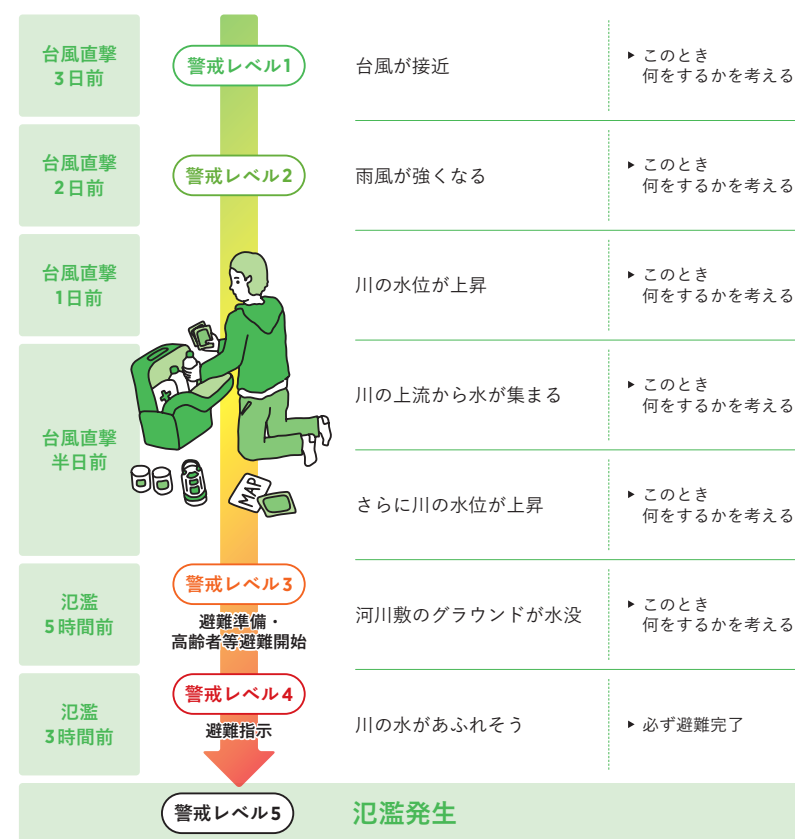 台風直撃
3日前
警戒レベル1
台風が接近
▶ このとき
何をするかを考える
台風直撃
2日前
警戒レベル2
雨風が強くなる
▶ このとき
何をするかを考える
台風直撃
1日前
川の水位が上昇
▶ このとき
何をするかを考える
台風直撃
半日前
川の上流から水が集まる
▶ このとき
何をするかを考える
MAP
さらに川の水位が上昇
▶ このとき
何をするかを考える
氾濫
5時間前
警戒レベル3
避難準備・
高齢者等避難開始
河川敷のグラウンドが水没
▶ このとき
何をするかを考える
氾濫
3時間前
警戒レベル4
避難指示
川の水があふれそう
▶ 必ず避難完了
警戒レベル5
氾濫発生